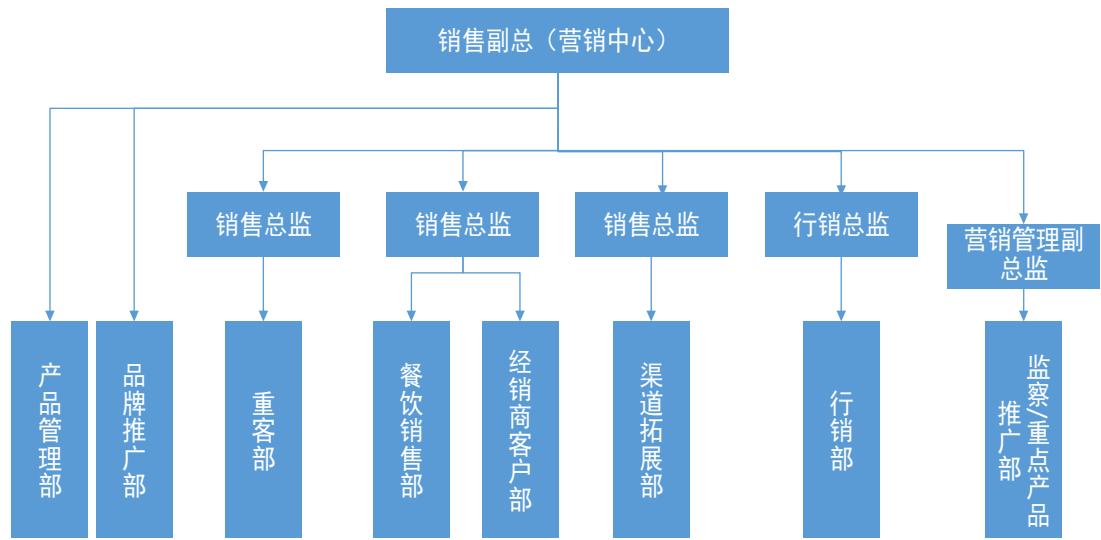 销售副总（营销中心）
销售总监
销售总监
销售总监
行销总监
营销管理副
总监
产品管理部
品牌推广部
重客部
餐饮销售部
经销商客户部
渠道拓展部
行销部
监察/重点产品
推广部